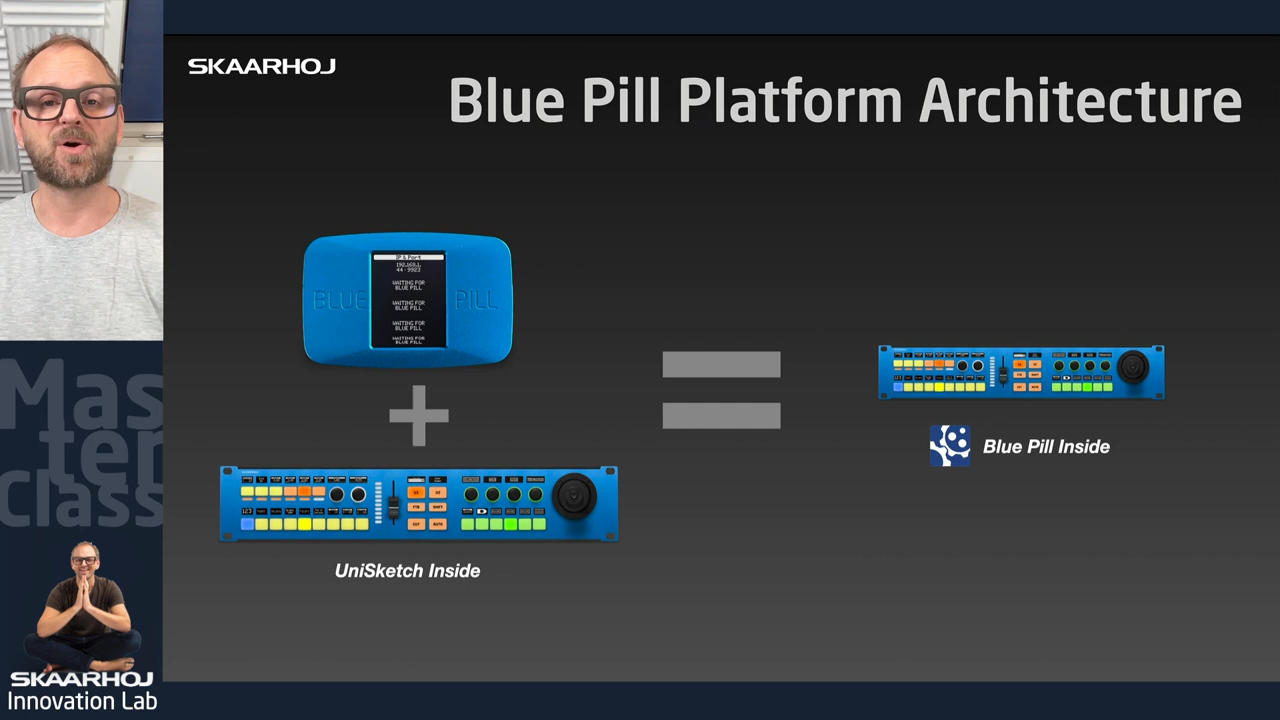 SKAARHOJ
Blue Pill Platform Architecture
IP & Port
192.168.1.
44 - 9923
WAITING FOR
BLUE PILL
WAITING FOR
BLUE PILL
WAITING FOR
BLUE PILL
WAITING FOR
BLUE PILL
BLUE PILL
UniSketch Inside
Blue Pill Inside
Mas
ter
Class
SKAARHOJ
Innovation Lab